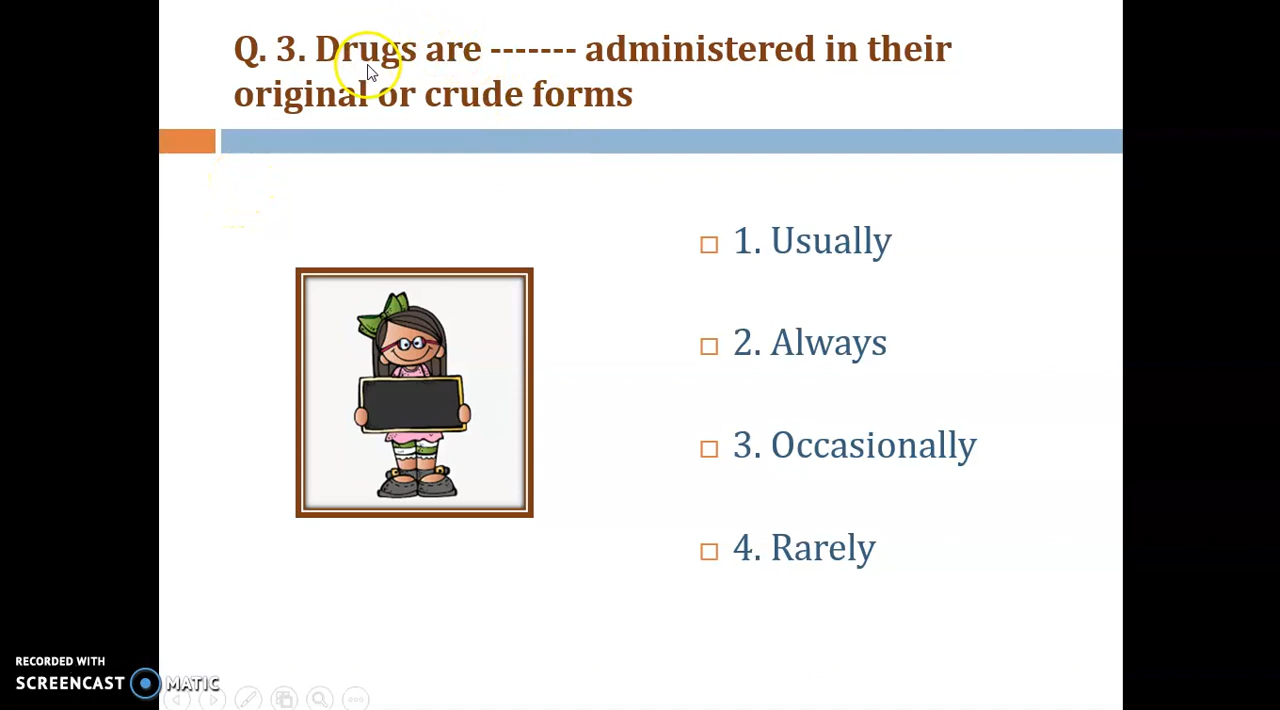 Q. 3. Drugs are ------- administered in their
original or crude forms
1. Usually
2. Always
3. Occasionally
4. Rarely
RECORDED WITH
SCREENCAST MATIC